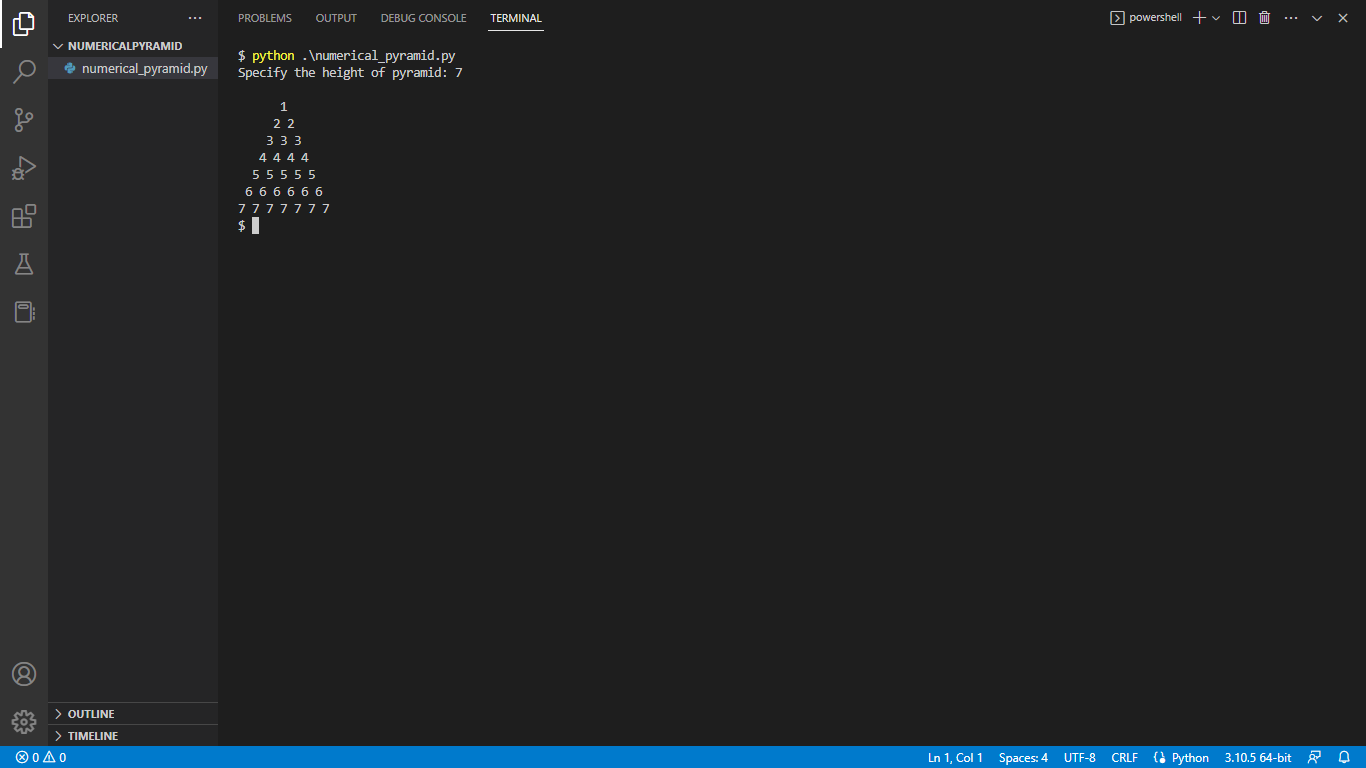 EXPLORER
NUMERICALPYRAMID
numerical_pyramid.py
OUTLINE
TIMELINE
PROBLEMS OUTPUT DEBUG CONSOLE TERMINAL
powershell
$ python .\numerical_pyramid.py
Specify the height of pyramid: 7
1
2 2
3 3 3
4 4 4 4
5 5 5 5 5
6 6 6 6 6 6
7 7 7 7 7 7 7
$
0 0 Ln 1, Col 1 Spaces: 4 UTF-8 CRLF Python 3.10.5 64-bit